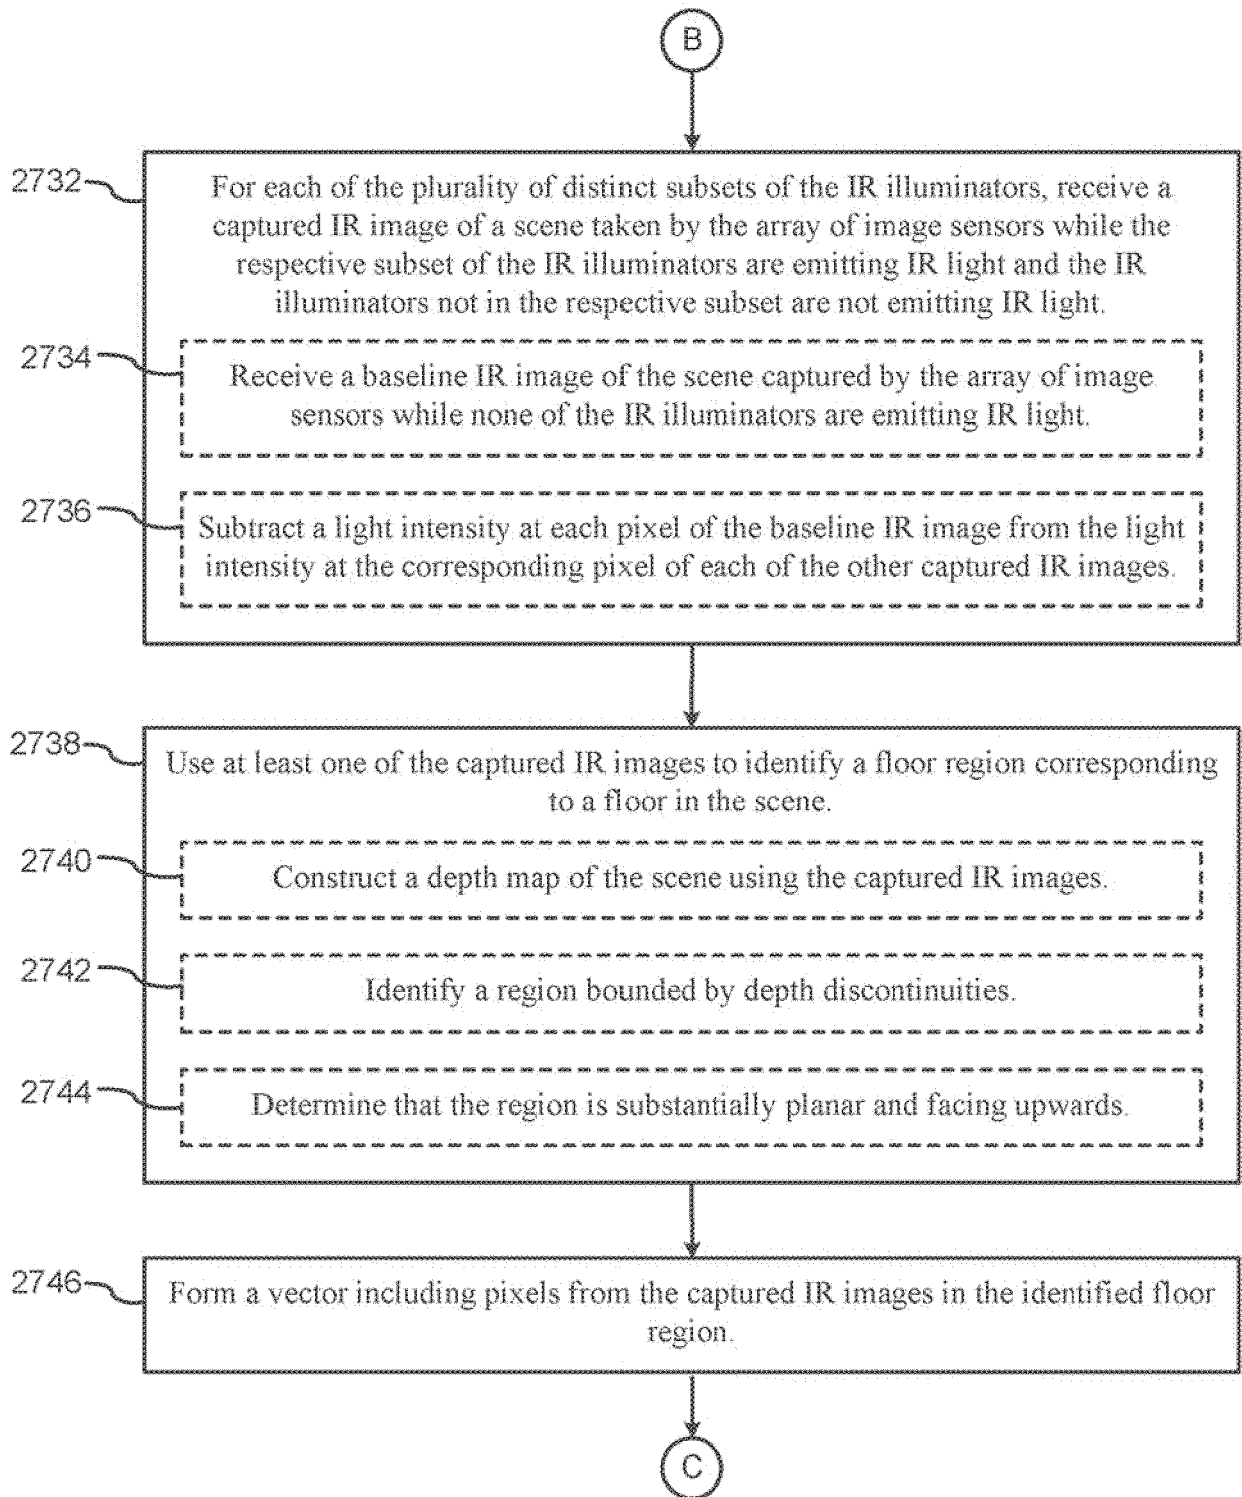 B
2732
For each of the plurality of distinct subsets of the IR illuminators, receive a
captured IR image of a scene taken by the array of image sensors while the
respective subset of the IR illuminators are emitting IR light and the IR
illuminators not in the respective subset are not emitting IR light.
2734
Receive a baseline IR image of the scene captured by the array of image
sensors while none of the IR illuminators are emitting IR light.
2736
Subtract a light intensity at each pixel of the baseline IR image from the light
intensity at the corresponding pixel of each of the other captured IR images.
2738
Use at least one of the captured IR images to identify a floor region corresponding
to a floor in the scene.
2740
Construct a depth map of the scene using the captured IR images.
2742
Identify a region bounded by depth discontinuities.
2744
Determine that the region is substantially planar and facing upwards.
2746
Form a vector including pixels from the captured IR images in the identified floor
region.
C